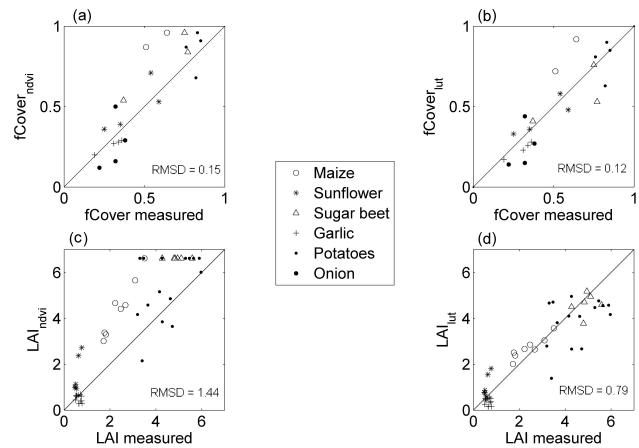 (a)
1
0.5
0
0
0.5
1
fCover_ndvi
fCover measured
RMSD = 0.15
(b)
1
0.5
0
0
0.5
1
fCover_lut
fCover measured
RMSD = 0.12
Maize
Sunflower
Sugar beet
Garlic
Potatoes
Onion
(c)
6
4
2
0
0
2
4
6
LAI_ndvi
LAI measured
RMSD = 1.44
(d)
6
4
2
0
0
2
4
6
LAI_lut
LAI measured
RMSD = 0.79